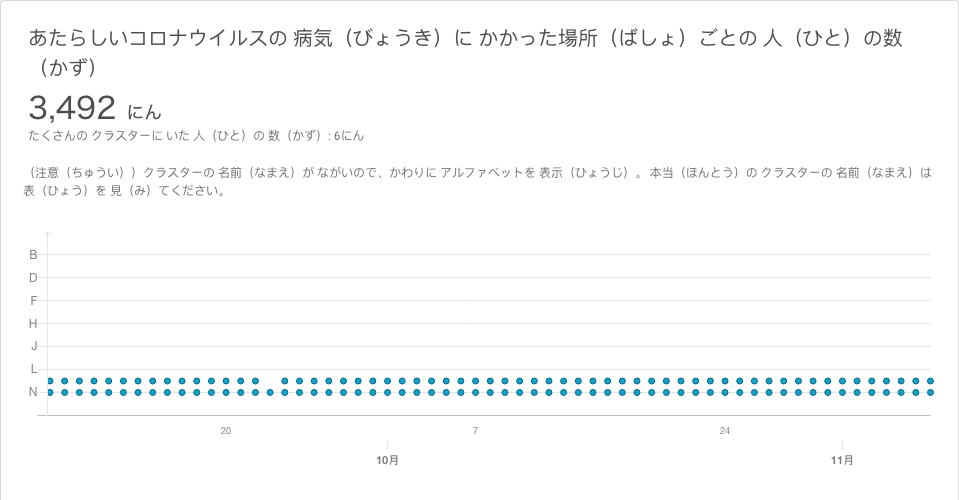 あたらしいコロナウイルスの 病気（びょうき）に かかった場所（ばしょ）ごとの 人（ひと）の数
（かず）
3,492 にん
たくさんの クラスターに いた 人（ひと）の 数（かず）: 6にん
（注意（ちゅうい））クラスターの 名前（なまえ）が ながいので、かわりに アルファベットを 表示（ひょうじ）。本当（ほんとう）の クラスターの 名前（なまえ）は
表（ひょう）を 見（み）てください。
B
D
F
H
J
L
N
20 7 24
10月 11月